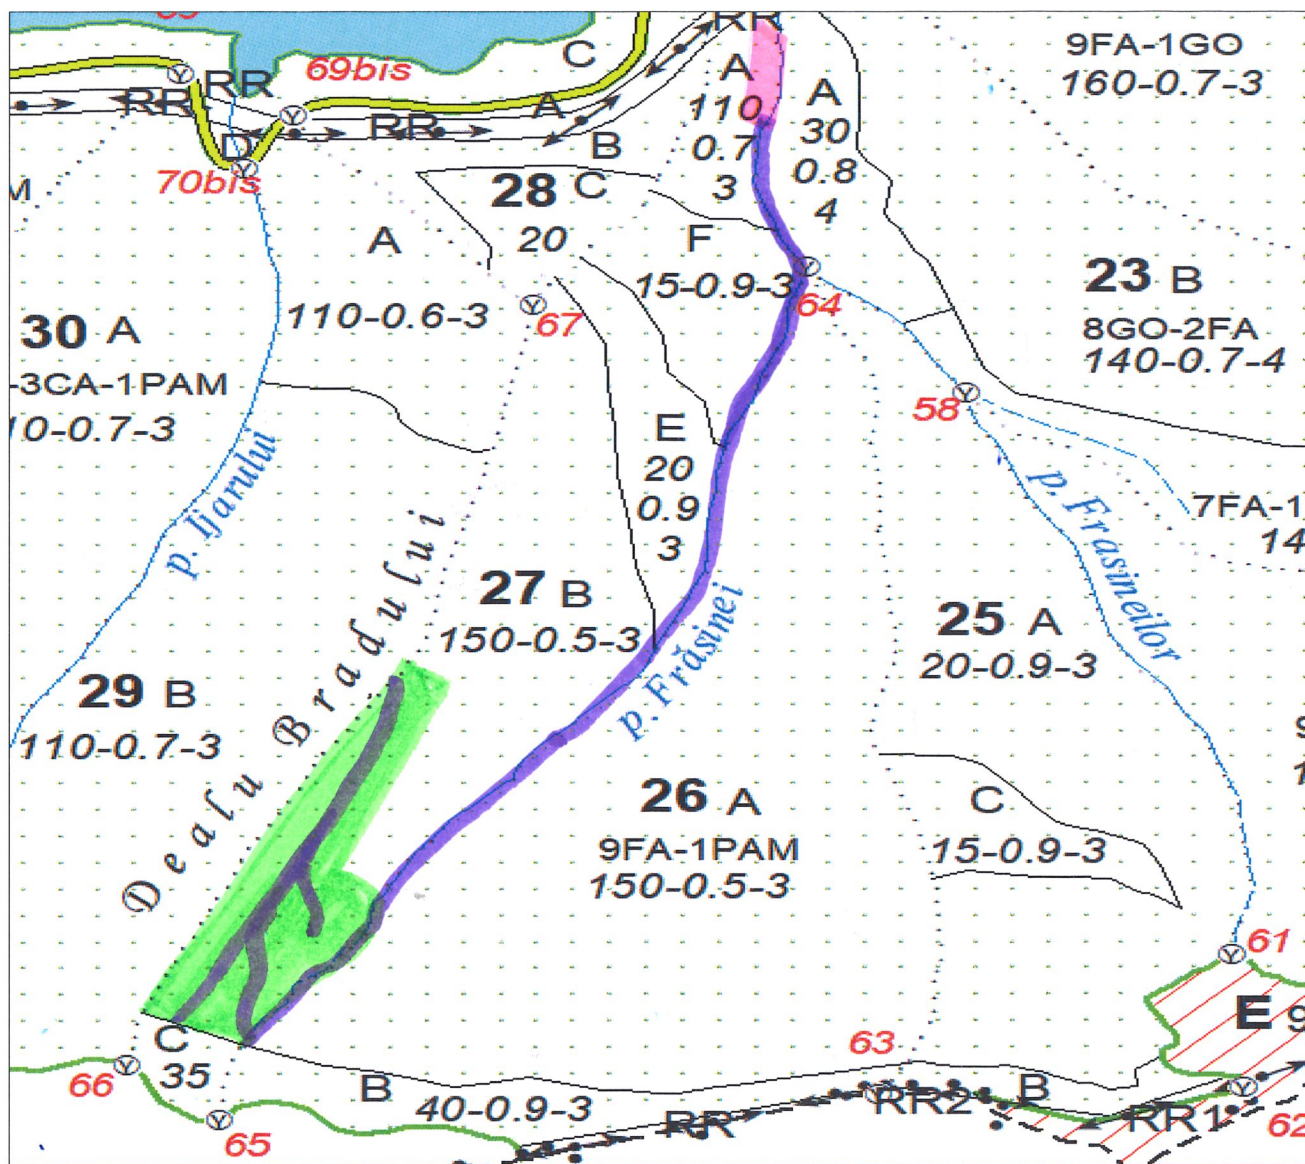 69bis
C
RR
RR
RR
RR
A
B
D
70bis
M
A
110
0.7
3
A
30
0.8
4
9FA-1GO
160-0.7-3
28 C
20
A
110-0.6-3
F
15-0.9-3
64
67
23 B
8GO-2FA
140-0.7-4
30 A
-3CA-1PAM
10-0.7-3
58
E
20
0.9
3
p. Ijarului
p. Frasineilor
7FA-1
14
27 B
150-0.5-3
25 A
20-0.9-3
p. Frăsinei
29 B
110-0.7-3
Dealu Bradului
26 A
9FA-1PAM
150-0.5-3
C
15-0.9-3
61
E 9
C
35
66
65
B
40-0.9-3
63
RR
RR2
B
RR1
62